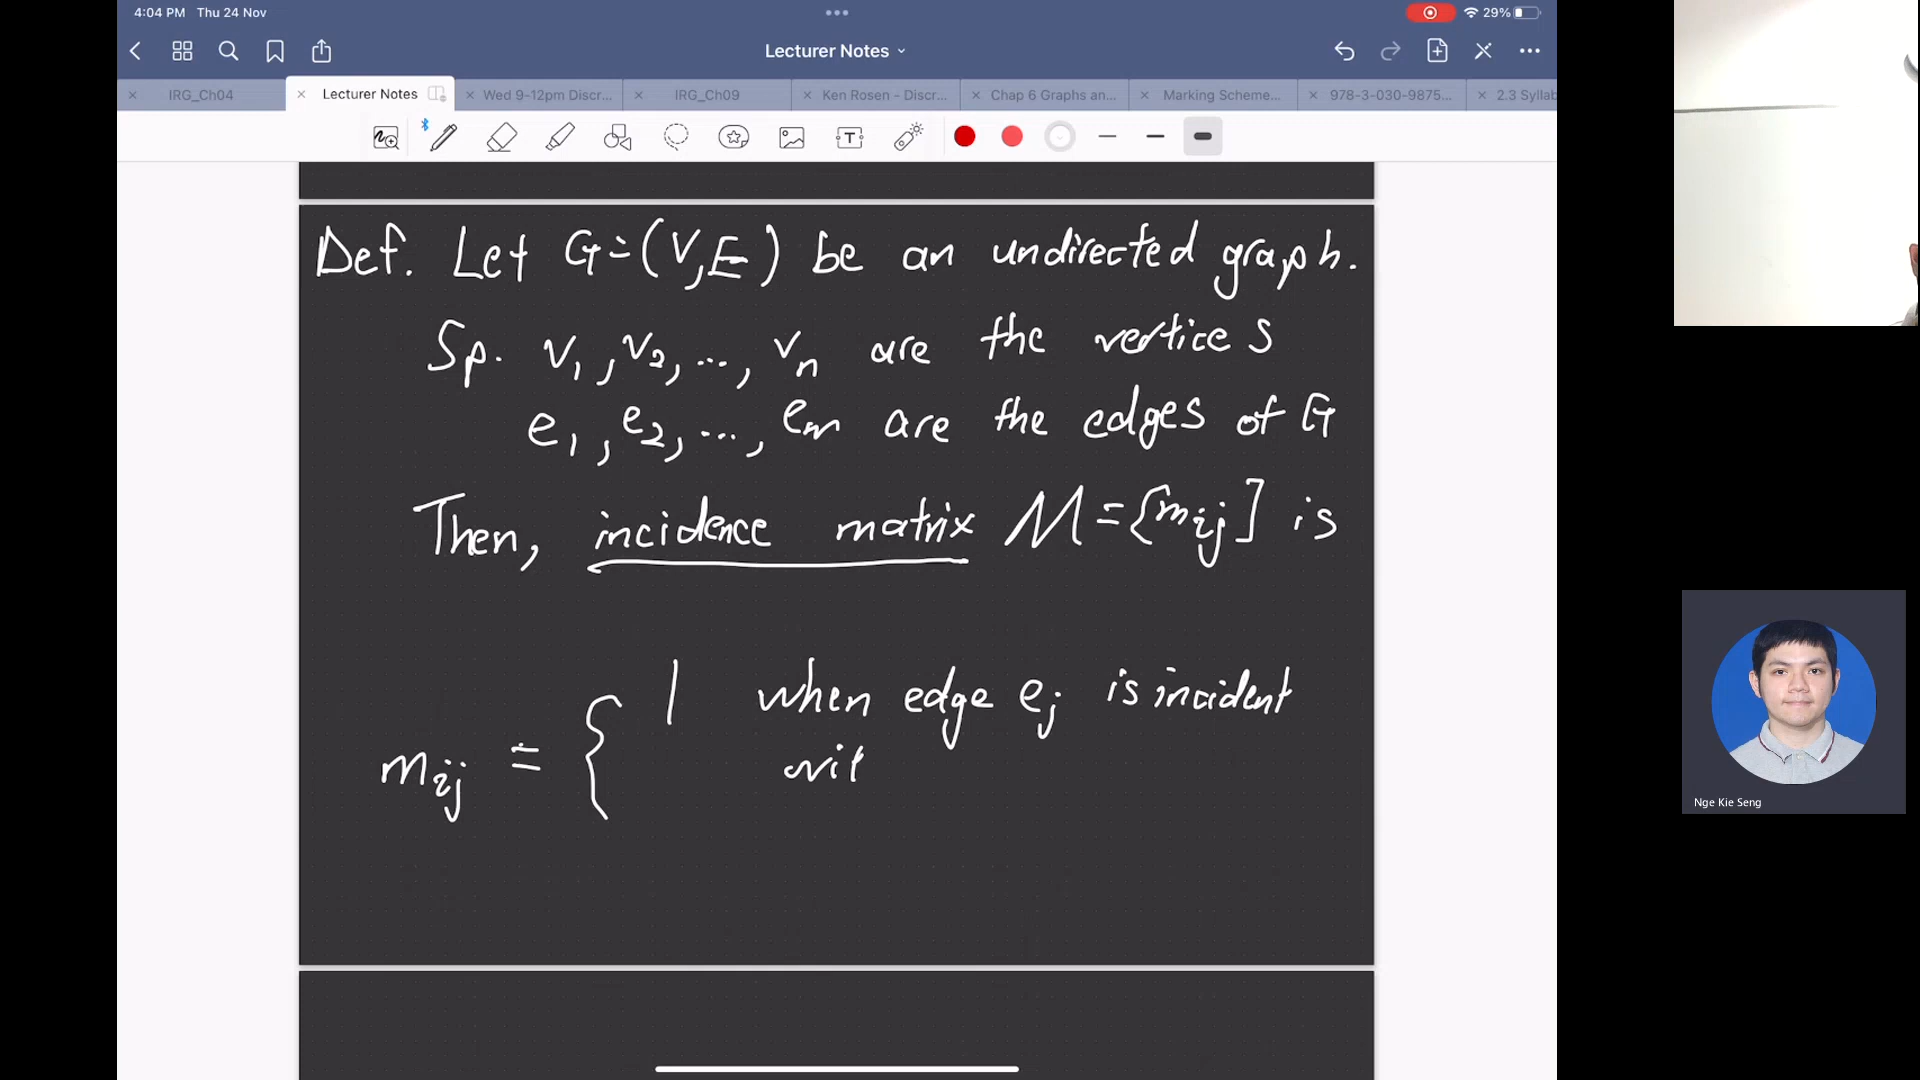 4:04 PM Thu 24 Nov
29%
Lecturer Notes
IRG_Ch04
Lecturer Notes
Wed 9-12pm Discr...
IRG_Ch09
Ken Rosen - Discr...
Chap 6 Graphs an...
Marking Scheme...
978-3-030-9875...
2.3 Syllab
Def. Let G=(V,E) be an undirected graph.
Sp. v1, v2, ..., vn are the vertices
e1, e2, ..., em are the edges of G
Then, incidence matrix M=[mij] is
1 when edge ej is incident
mij = { wit
Nge Kie Seng